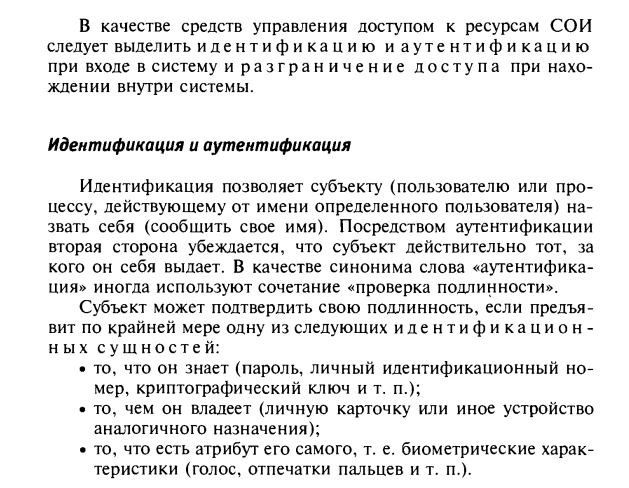 В качестве средств управления доступом к ресурсам СОИ
следует выделить идентификацию и аутентификацию
при входе в систему и разграничение доступа при нахо-
ждении внутри системы.
Идентификация и аутентификация
Идентификация позволяет субъекту (пользователю или про-
цессу, действующему от имени определенного пользователя) на-
звать себя (сообщить свое имя). Посредством аутентификации
вторая сторона убеждается, что субъект действительно тот, за
кого он себя выдает. В качестве синонима слова «аутентифика-
ция» иногда используют сочетание «проверка подлинности».
Субъект может подтвердить свою подлинность, если предъя-
вит по крайней мере одну из следующих идентификацион-
ных сущностей:
• то, что он знает (пароль, личный идентификационный но-
мер, криптографический ключ и т. п.);
• то, чем он владеет (личную карточку или иное устройство
аналогичного назначения);
• то, что есть атрибут его самого, т. е. биометрические харак-
теристики (голос, отпечатки пальцев и т. п.).